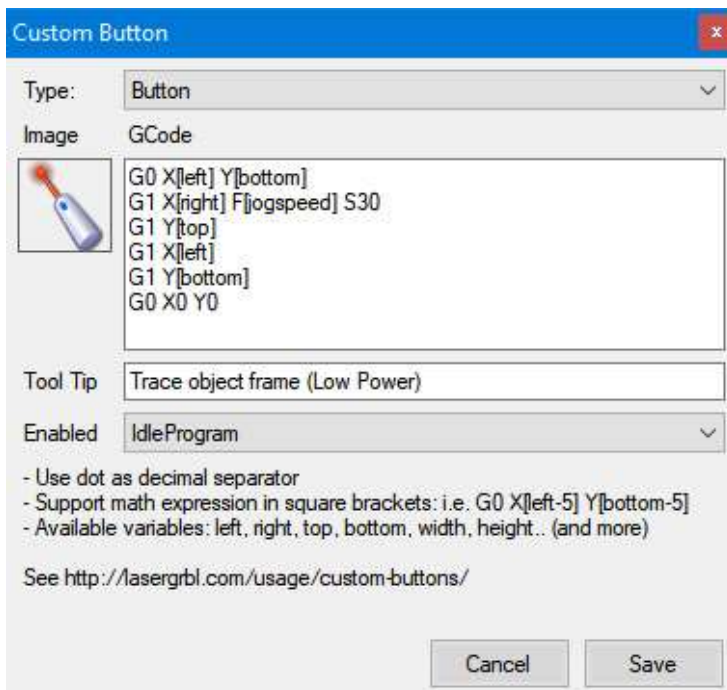 Custom Button
x
Type: Button
Image GCode
G0 X[left] Y[bottom]
G1 X[right] F[jogspeed] S30
G1 Y[top]
G1 X[left]
G1 Y[bottom]
G0 X0 Y0
Tool Tip Trace object frame (Low Power)
Enabled IdleProgram
- Use dot as decimal separator
- Support math expression in square brackets: i.e. G0 X[left-5] Y[bottom-5]
- Available variables: left, right, top, bottom, width, height.. (and more)
See http://lasergrbl.com/usage/custom-buttons/
Cancel Save